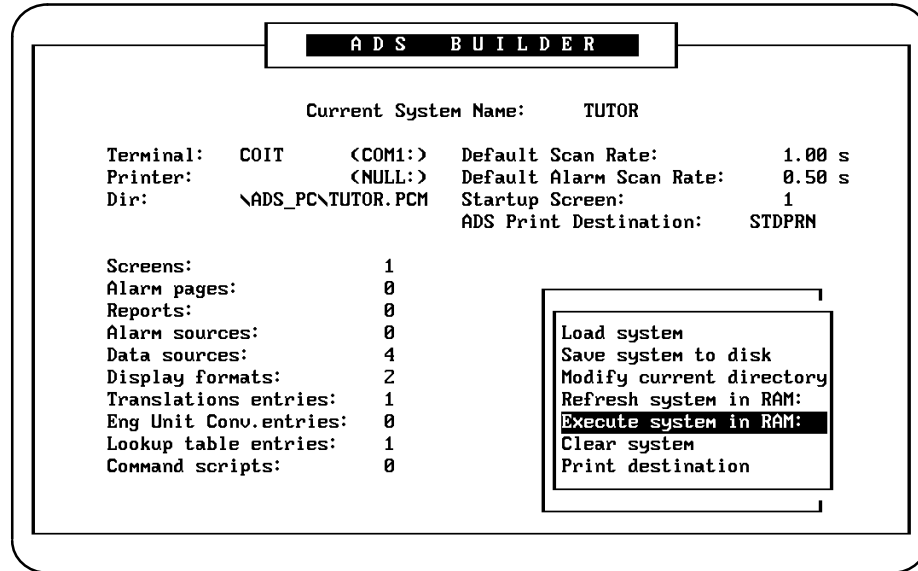 ADS BUILDER
Current System Name: TUTOR
Terminal: COIT (COM1:) Default Scan Rate: 1.00 s
Printer: (NULL:) Default Alarm Scan Rate: 0.50 s
Dir: \ADS_PC\TUTOR.PCM Startup Screen: 1
ADS Print Destination: STDPRN
Screens: 1
Alarm pages: 0
Reports: 0
Alarm sources: 0
Data sources: 4
Display formats: 2
Translations entries: 1
Eng Unit Conv.entries: 0
Lookup table entries: 1
Command scripts: 0
Load system
Save system to disk
Modify current directory
Refresh system in RAM:
Execute system in RAM:
Clear system
Print destination